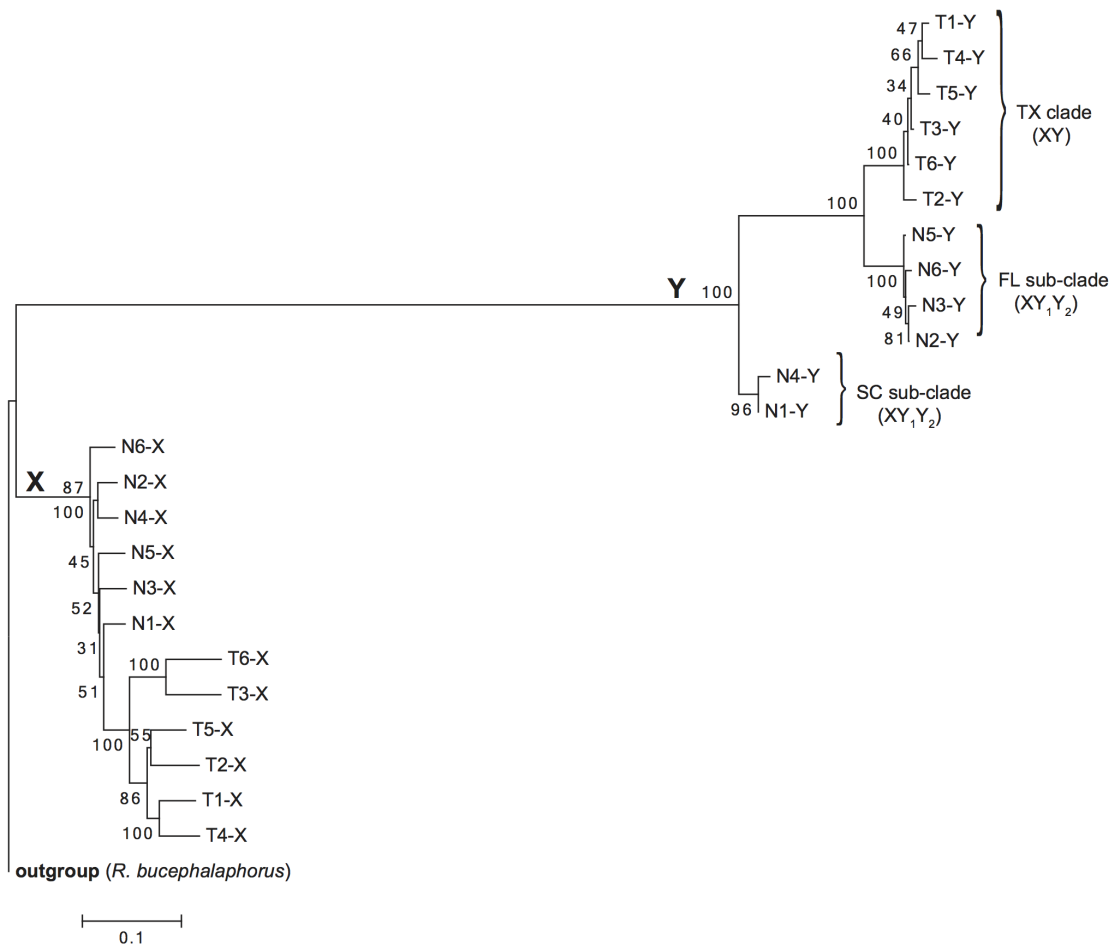 47
T1-Y
66
T4-Y
34
T5-Y
TX clade
(XY)
40
T3-Y
100
T6-Y
T2-Y
100
N5-Y
N6-Y
100
FL sub-clade
(XY₁Y₂)
Y
100
49
N3-Y
81
N2-Y
N4-Y
SC sub-clade
(XY₁Y₂)
96
N1-Y
N6-X
X
87
N2-X
100
N4-X
45
N5-X
N3-X
52
N1-X
31
T6-X
100
51
T3-X
T5-X
55
100
T2-X
86
T1-X
100
T4-X
outgroup (R. bucephalaphorus)
0.1